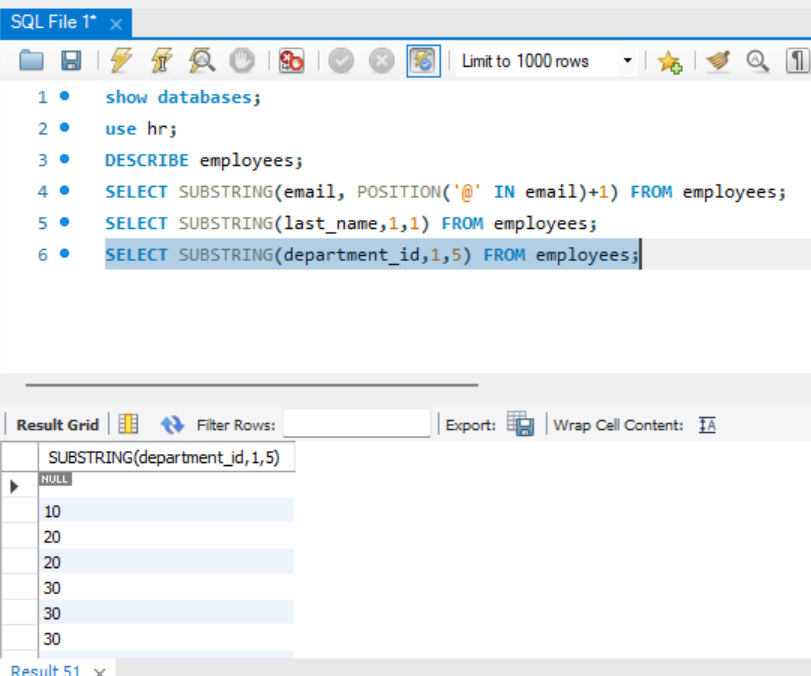 SQL File 1*
Limit to 1000 rows
1 show databases;
2 use hr;
3 DESCRIBE employees;
4 SELECT SUBSTRING(email, POSITION('@' IN email)+1) FROM employees;
5 SELECT SUBSTRING(last_name,1,1) FROM employees;
6 SELECT SUBSTRING(department_id,1,5) FROM employees;
Result Grid Filter Rows: Export: Wrap Cell Content:
SUBSTRING(department_id,1,5)
NULL
10
20
20
30
30
30
Result 51